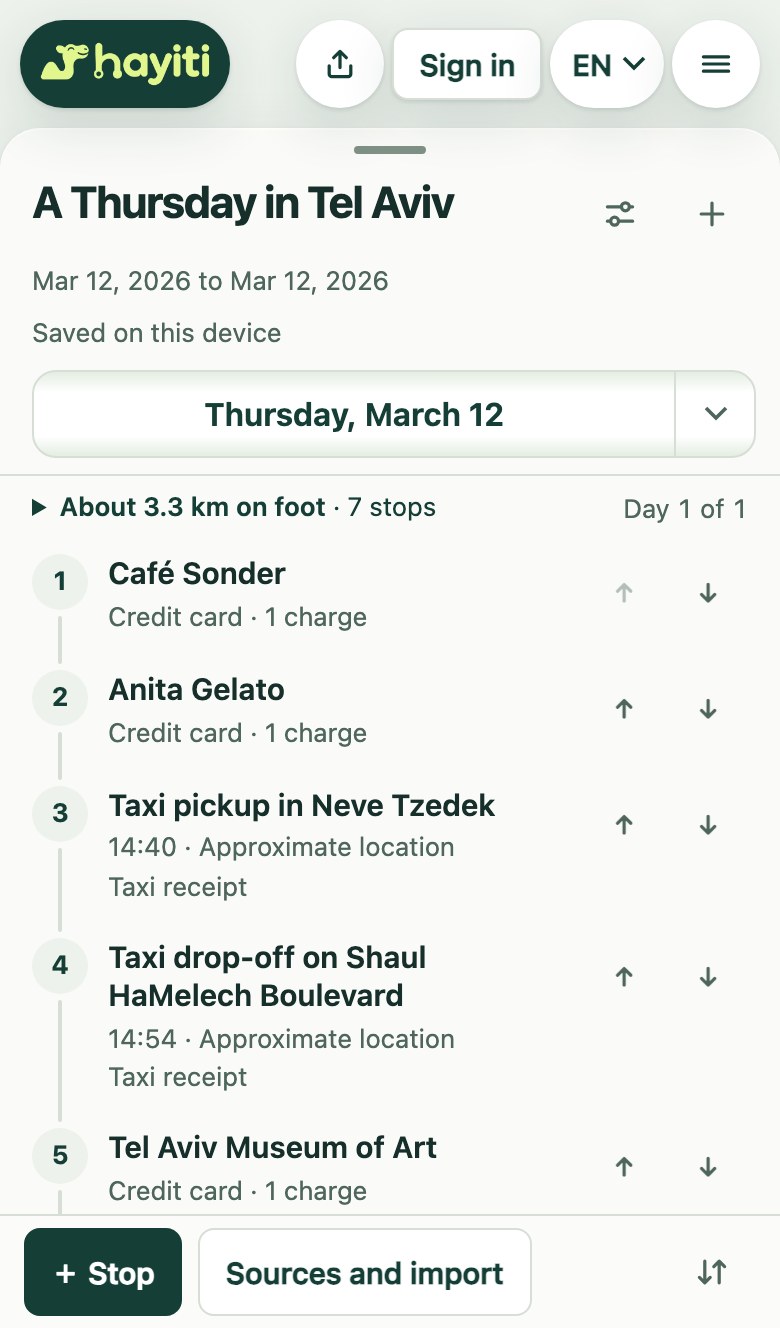 hayiti
Sign in
EN
A Thursday in Tel Aviv
Mar 12, 2026 to Mar 12, 2026
Saved on this device
Thursday, March 12
About 3.3 km on foot · 7 stops
Day 1 of 1
1
Café Sonder
Credit card · 1 charge
2
Anita Gelato
Credit card · 1 charge
3
Taxi pickup in Neve Tzedek
14:40 · Approximate location
Taxi receipt
4
Taxi drop-off on Shaul
HaMelech Boulevard
14:54 · Approximate location
Taxi receipt
5
Tel Aviv Museum of Art
Credit card · 1 charge
+ Stop
Sources and import